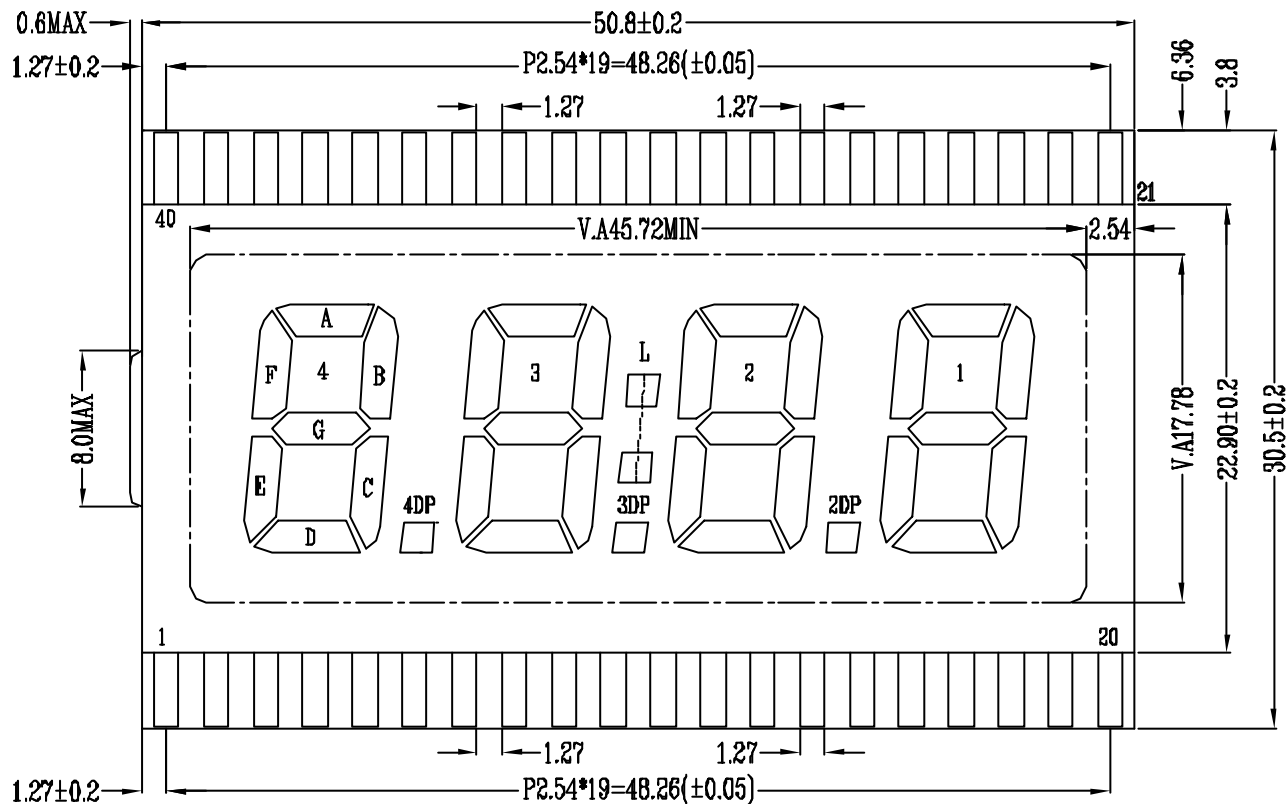 0.6MAX
50.8±0.2
1.27±0.2
P2.54*19=48.26(±0.05)
6.36
3.8
1.27
1.27
40
21
V.A45.72MIN
2.54
A
F
4
B
G
E
C
D
4DP
3
L
3DP
2
2DP
1
8.0MAX
V.A17.78
22.90±0.2
30.5±0.2
1
20
1.27
1.27
1.27±0.2
P2.54*19=48.26(±0.05)